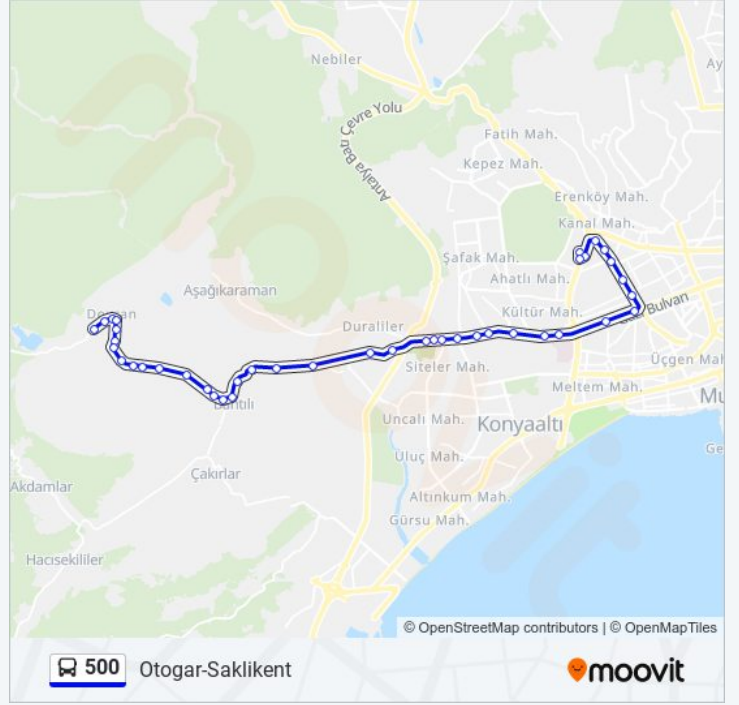 Nebiler
Ay
Antalya Batı Çevre Yolu
Fatih Mah.
Kepez Mah.
Erenköy Mah.
Kanal Mah.
Şafak Mah.
Ahatlı Mah.
Aşağıkaraman
Kültür Mah.
Bulvarı
Duraliler
Siteler Mah.
Üçgen Mah
Meltem Mah.
Mu
Uncalı Mah.
Konyaaltı
Ge
Uluç Mah.
Çakırlar
Akdamlar
Altınkum Mah.
Gürsu Mah.
Hacısekililer
© OpenStreetMap contributors | © OpenMapTiles
500 Otogar-Saklikent
moovit